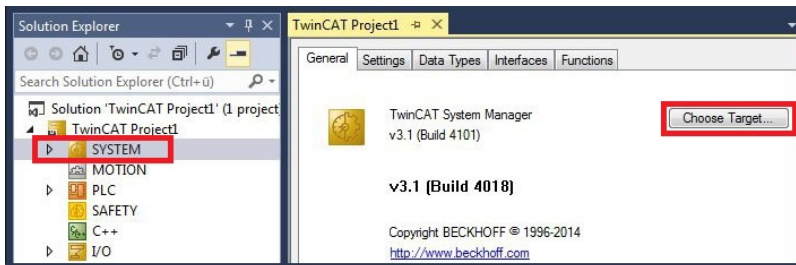 Solution Explorer
Search Solution Explorer (Ctrl+ü)
Solution 'TwinCAT Project1' (1 project
TwinCAT Project1
SYSTEM
MOTION
PLC
SAFETY
C++
I/O
TwinCAT Project1
General Settings Data Types Interfaces Functions
TwinCAT System Manager
v3.1 (Build 4101)
Choose Target...
v3.1 (Build 4018)
Copyright BECKHOFF © 1996-2014
http://www.beckhoff.com